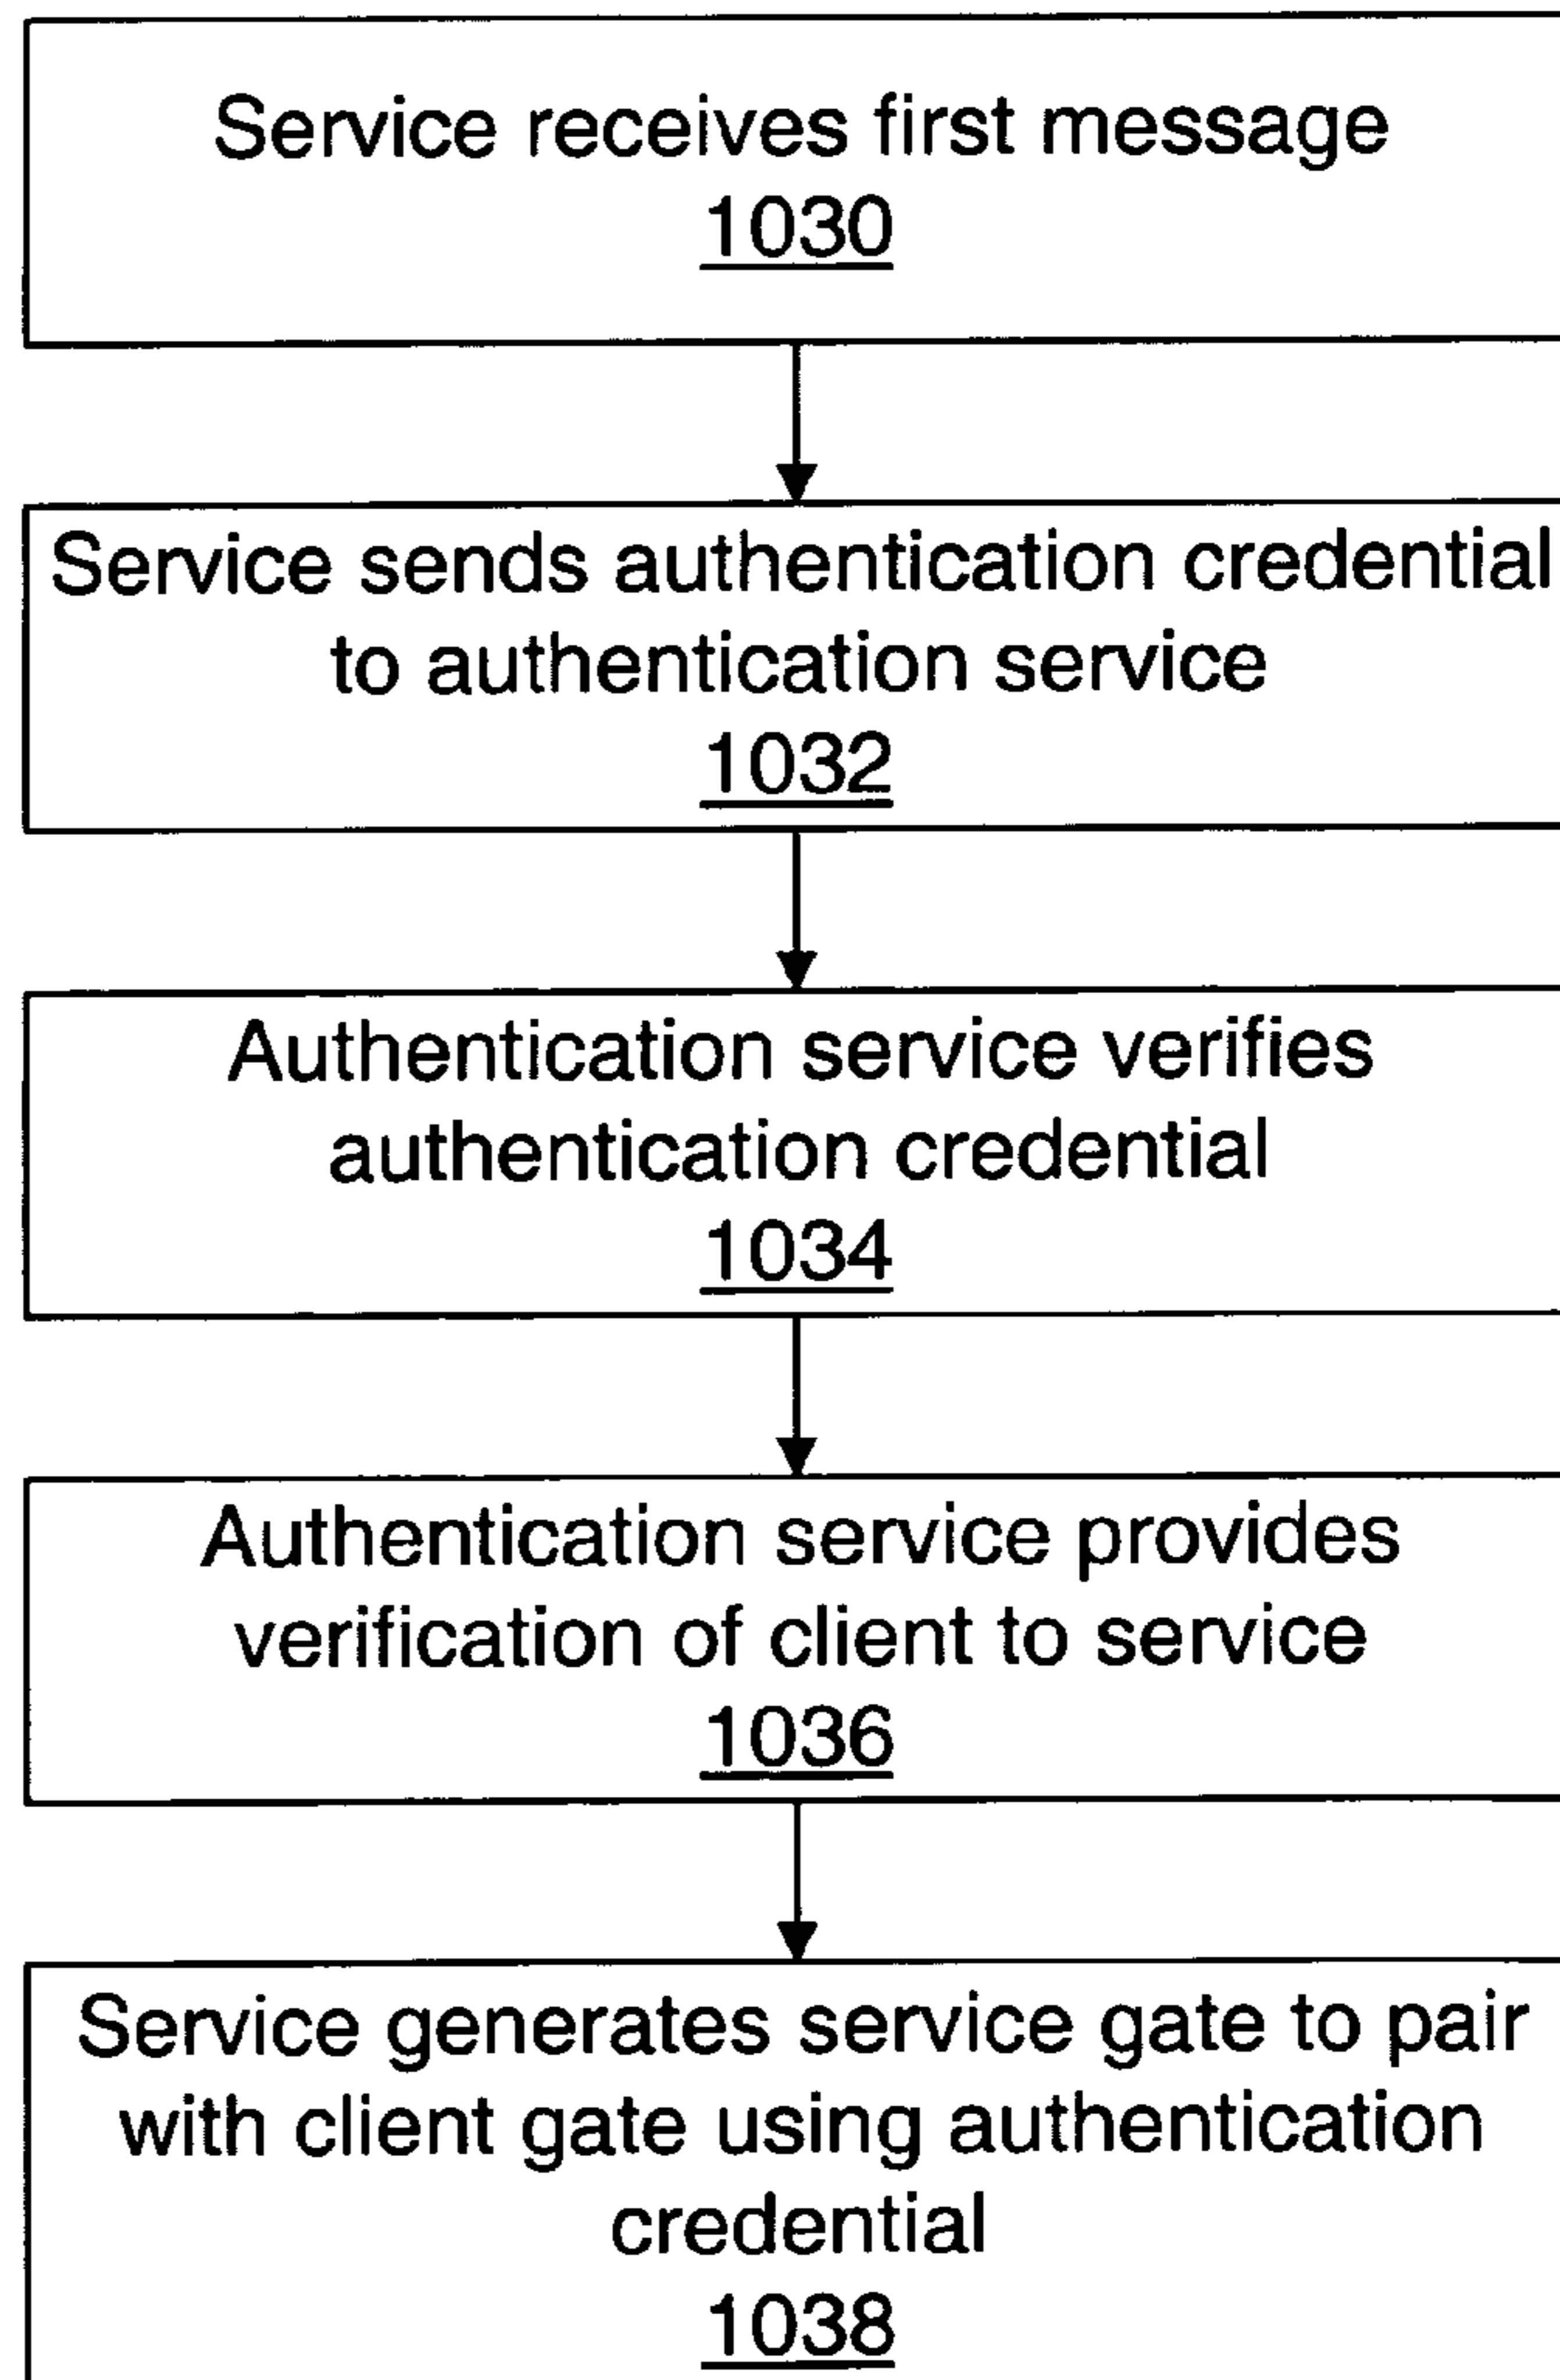 Service receives first message
1030
Service sends authentication credential
to authentication service
1032
Authentication service verifies
authentication credential
1034
Authentication service provides
verification of client to service
1036
Service generates service gate to pair
with client gate using authentication
credential
1038